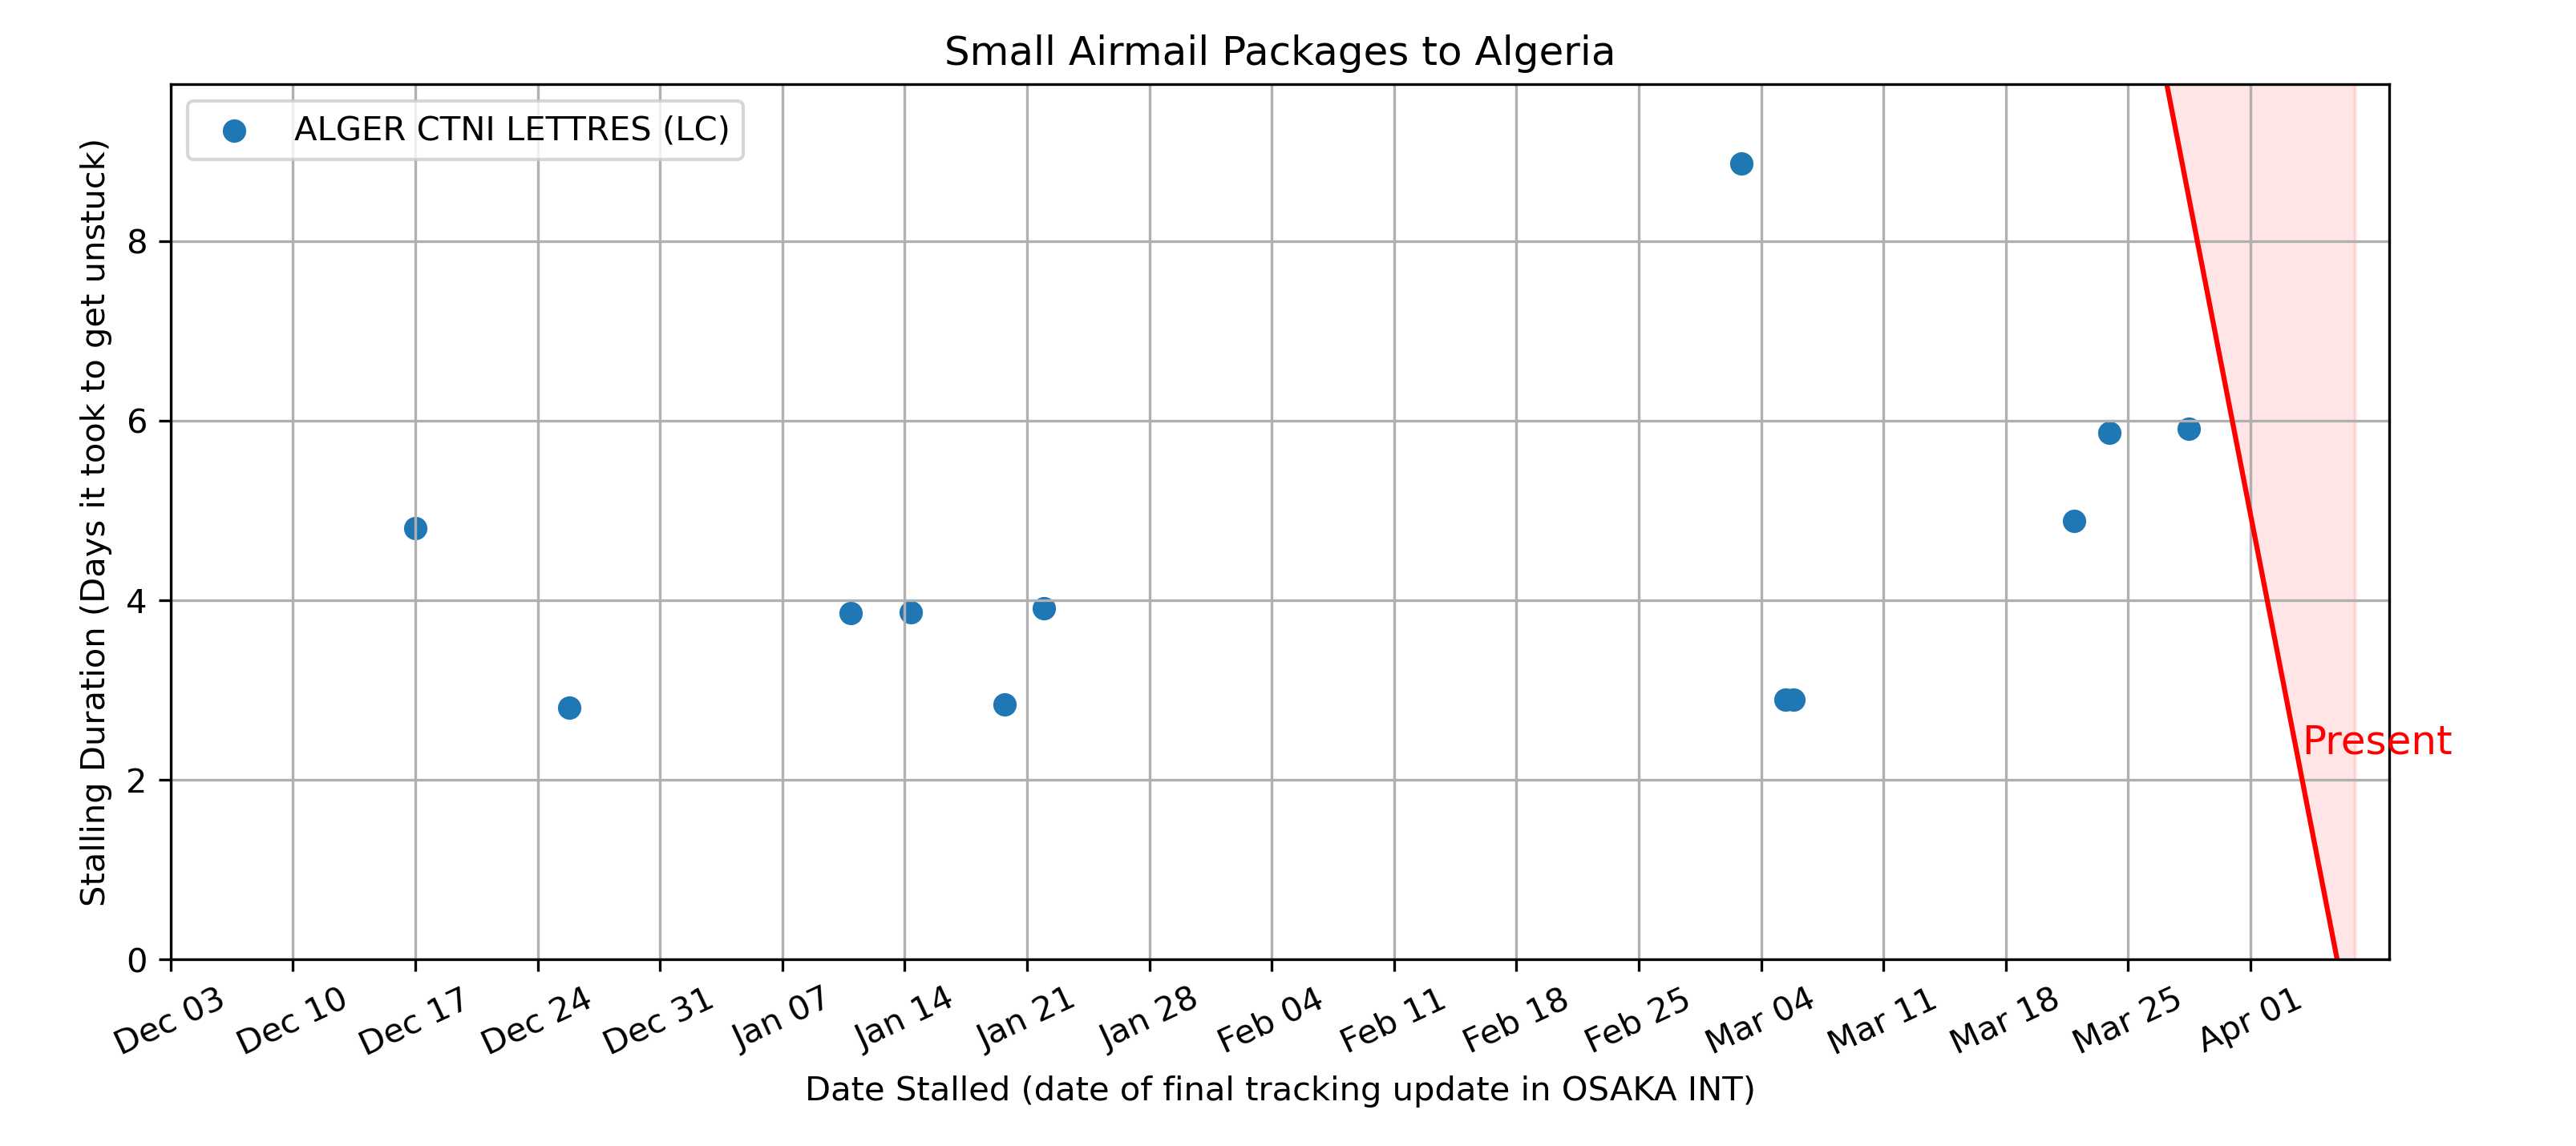 Small Airmail Packages to Algeria
ALGER CTNI LETTRES (LC)
Stalling Duration (Days it took to get unstuck)
8
6
4
2
0
Present
Dec 03
Dec 10
Dec 17
Dec 24
Dec 31
Jan 07
Jan 14
Jan 21
Jan 28
Feb 04
Feb 11
Feb 18
Feb 25
Mar 04
Mar 11
Mar 18
Mar 25
Apr 01
Date Stalled (date of final tracking update in OSAKA INT)